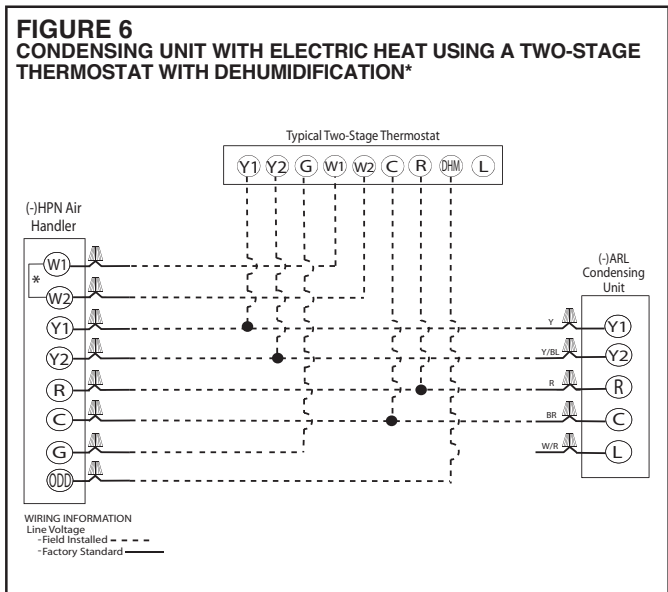 FIGURE 6
CONDENSING UNIT WITH ELECTRIC HEAT USING A TWO-STAGE
THERMOSTAT WITH DEHUMIDIFICATION*
Typical Two-Stage Thermostat
Y1 Y2 G W1 W2 C R DHM L
(-)HPN Air
Handler
(-)ARL
Condensing
Unit
W1
*
W2
Y1 Y Y1
Y2 Y/BL Y2
R R R
C BR C
G W/R L
ODD
WIRING INFORMATION
Line Voltage
-Field Installed
-Factory Standard